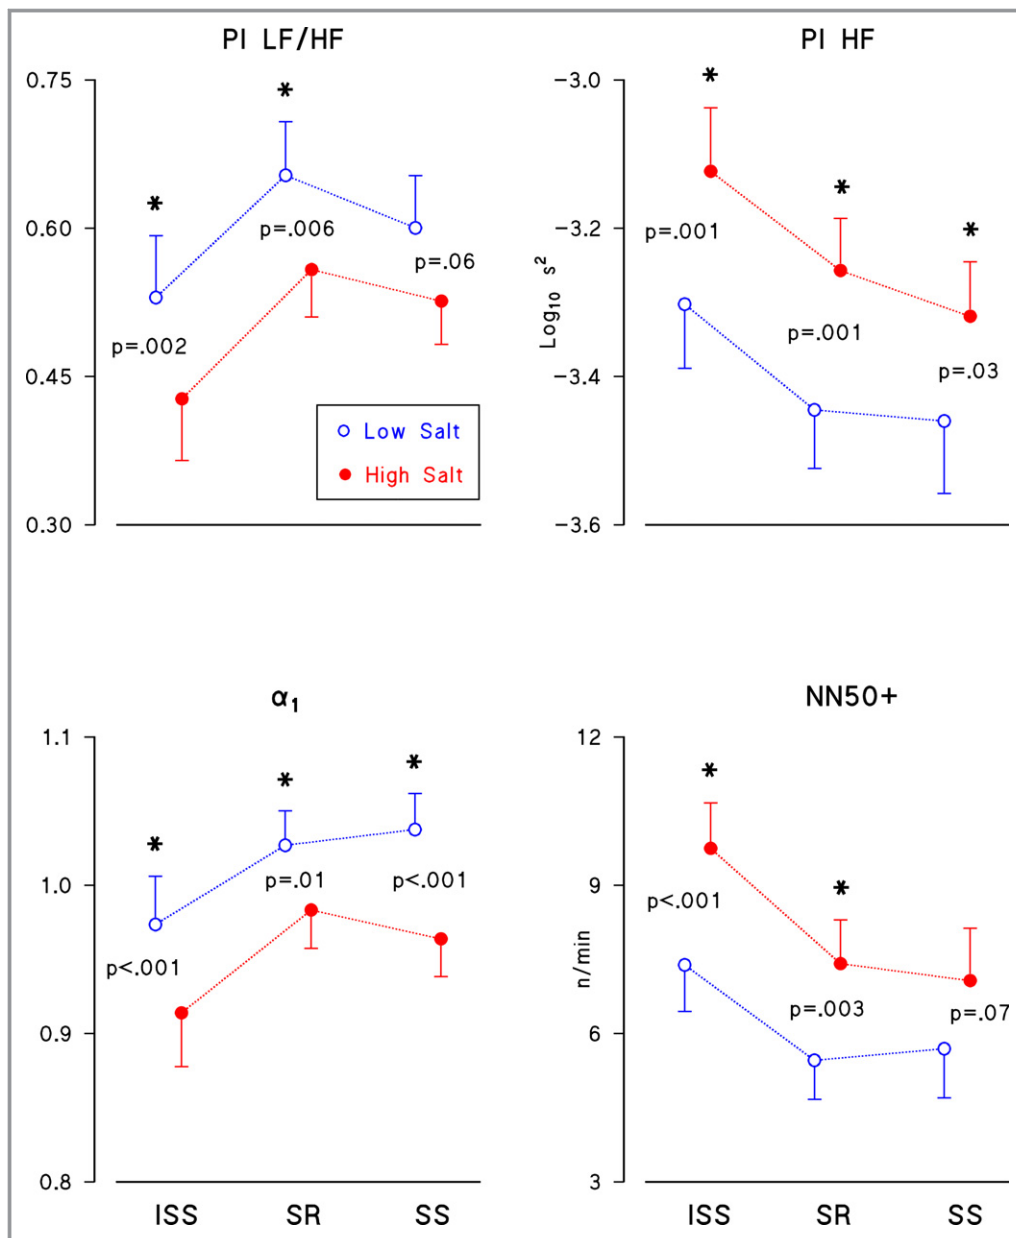 PI LF/HF
0.75
0.60
0.45
0.30
*
*
p=.002
p=.006
p=.06
Low Salt
High Salt
PI HF
Log₁₀ s²
-3.0
-3.2
-3.4
-3.6
*
*
*
p=.001
p=.001
p=.03
α₁
1.1
1.0
0.9
0.8
*
*
*
p<.001
p=.01
p<.001
ISS SR SS
NN50+
n/min
12
9
6
3
*
*
p<.001
p=.003
p=.07
ISS SR SS